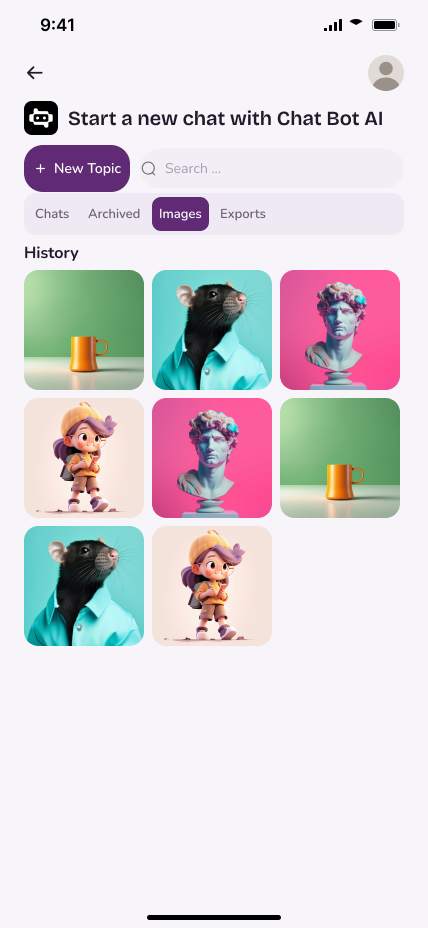 9:41
Start a new chat with Chat Bot AI
+ New Topic
Search ...
Chats Archived Images Exports
History